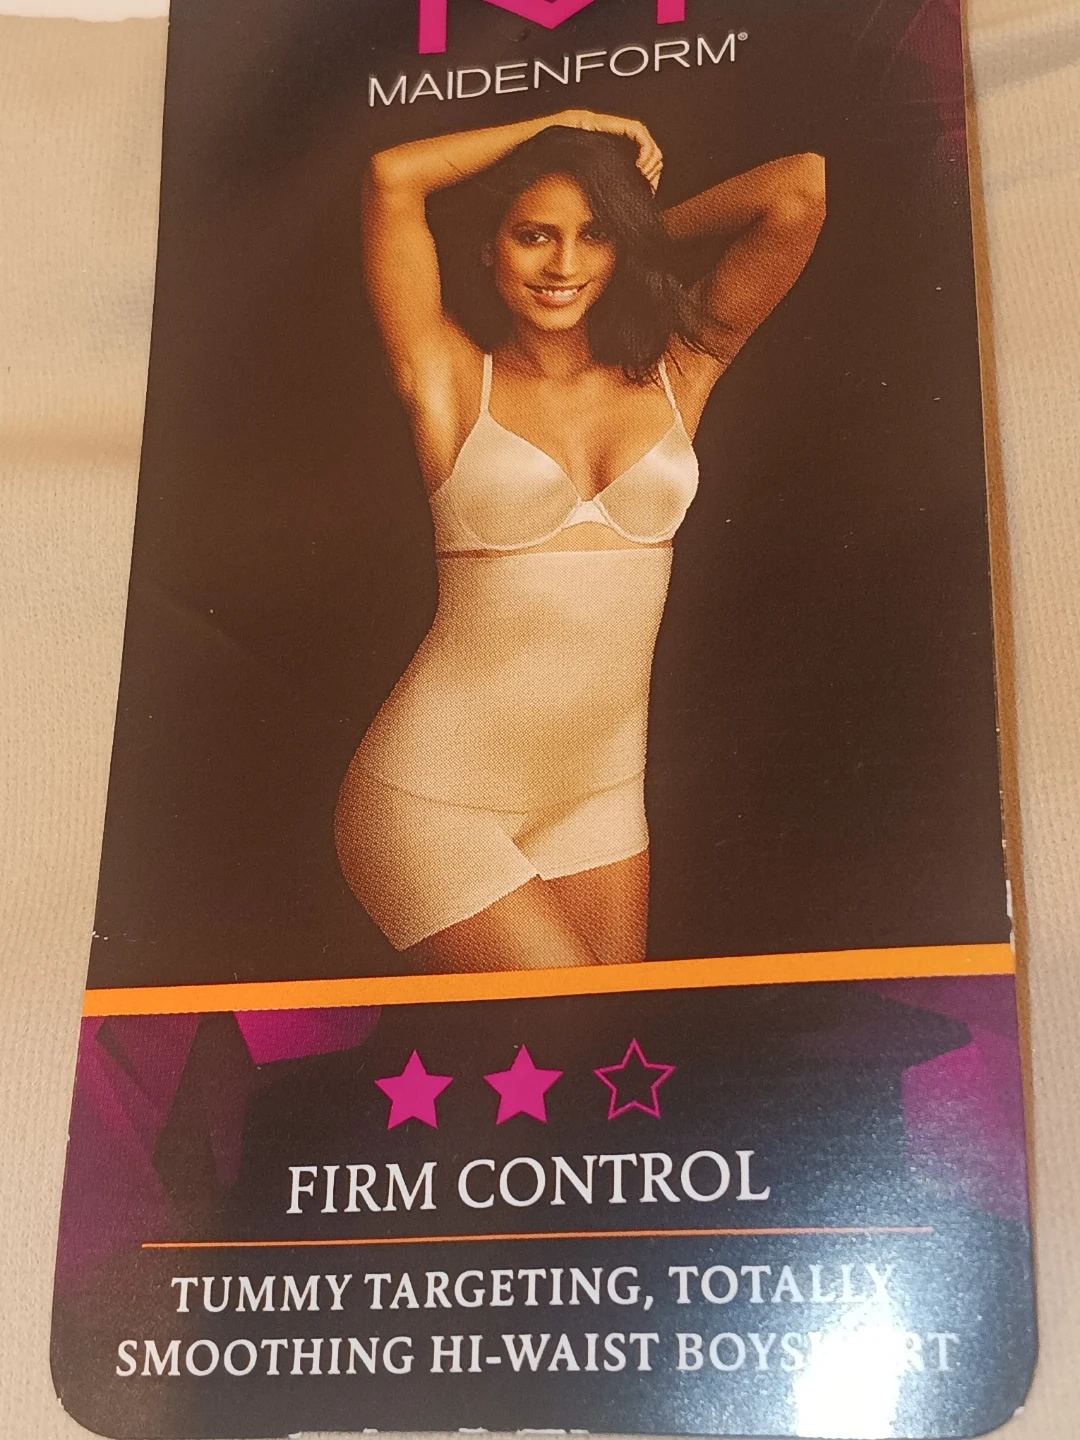 MAIDENFORM®
FIRM CONTROL
TUMMY TARGETING, TOTALLY
SMOOTHING HI-WAIST